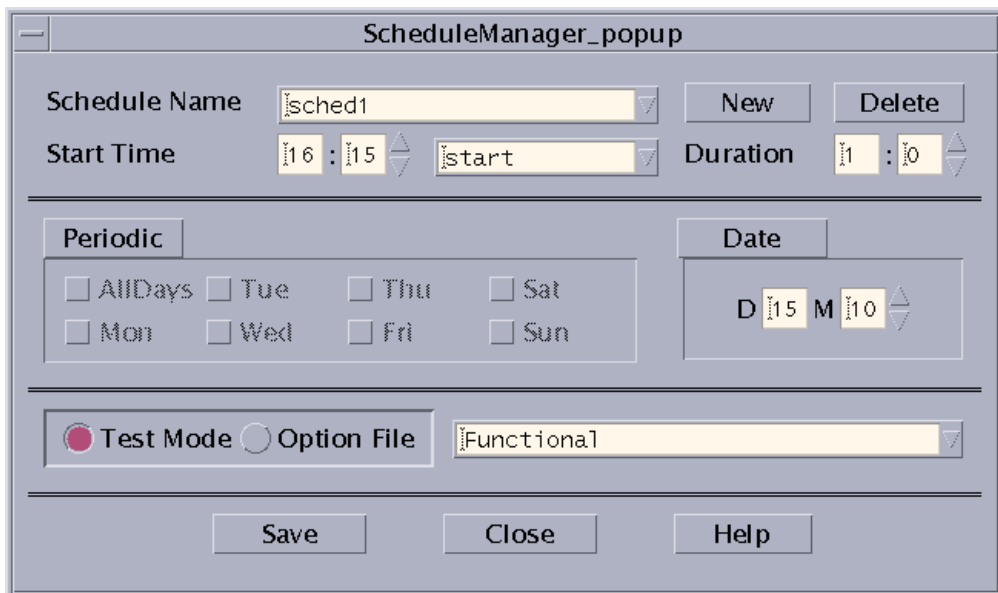 ScheduleManager_popup
Schedule Name sched1 New Delete
Start Time 16 : 15 start Duration 1 : 0
Periodic Date
AllDays Tue Thu Sat
D 15 M 10
Mon Wed Fri Sun
Test Mode Option File Functional
Save Close Help